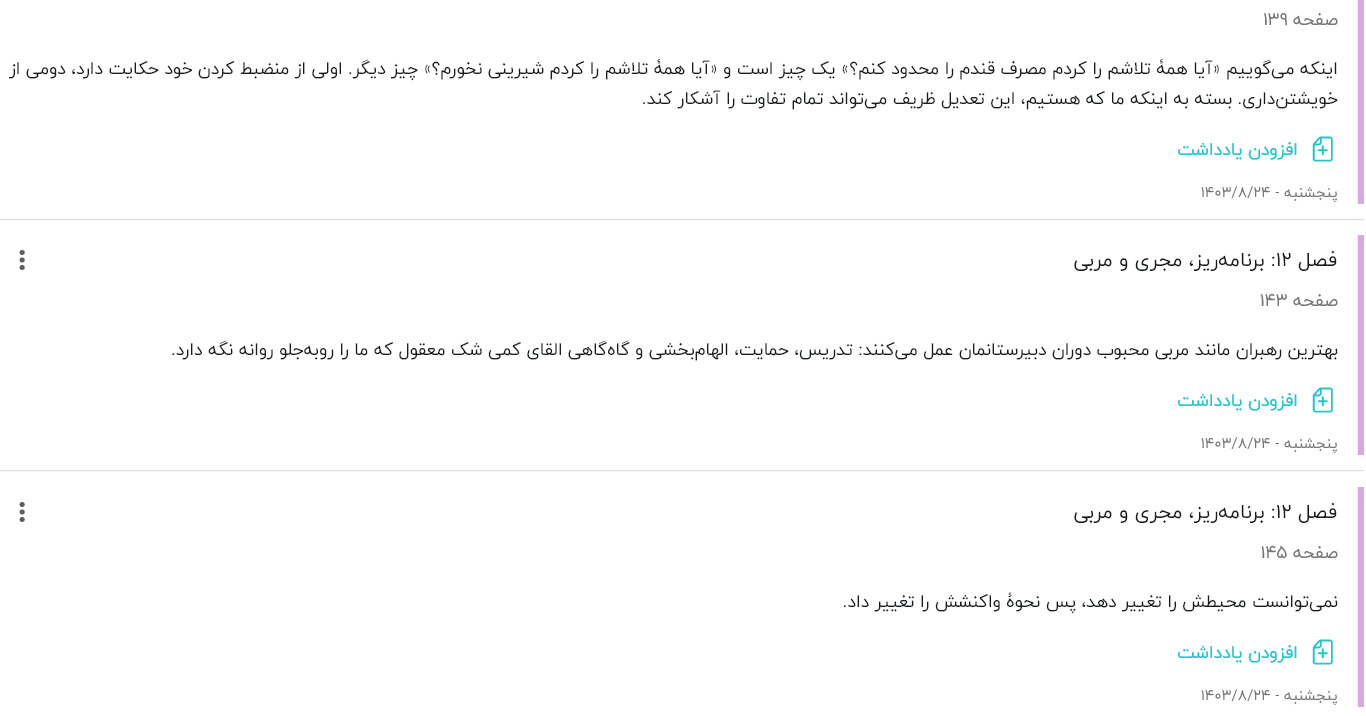 صفحه ۱۳۹
اینکه می‌گوییم «آیا همهٔ تلاشم را کردم مصرف قندم را محدود کنم؟» یک چیز است و «آیا همهٔ تلاشم را کردم شیرینی نخورم؟» چیز دیگر. اولی از منضبط کردن خود حکایت دارد، دومی از
خویشتن‌داری. بسته به اینکه ما که هستیم، این تعدیل ظریف می‌تواند تمام تفاوت را آشکار کند.
افزودن یادداشت
پنجشنبه - ۱۴۰۳/۸/۲۴
فصل ۱۲: برنامه‌ریز، مجری و مربی
صفحه ۱۴۳
بهترین رهبران مانند مربی محبوب دوران دبیرستانمان عمل می‌کنند: تدریس، حمایت، الهام‌بخشی و گاه‌گاهی القای کمی شک معقول که ما را روبه‌جلو روانه نگه دارد.
افزودن یادداشت
پنجشنبه - ۱۴۰۳/۸/۲۴
فصل ۱۲: برنامه‌ریز، مجری و مربی
صفحه ۱۴۵
نمی‌توانست محیطش را تغییر دهد، پس نحوهٔ واکنشش را تغییر داد.
افزودن یادداشت
پنجشنبه - ۱۴۰۳/۸/۲۴